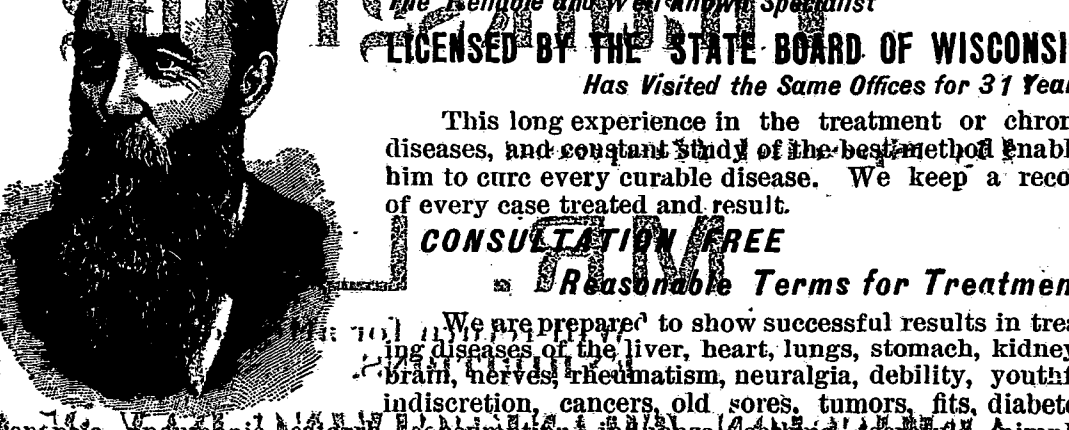 The Reliable and Well Known Specialist
LICENSED BY THE STATE BOARD OF WISCONSI
Has Visited the Same Offices for 31 Year
This long experience in the treatment or chron
diseases, and constant study of the best method enabl
him to cure every curable disease. We keep a reco
of every case treated and result.
CONSULTATION FREE
Reasonable Terms for Treatmen
We are prepared to show successful results in trea
ing diseases of the liver, heart, lungs, stomach, kidney
brain, nerves, rheumatism, neuralgia, debility, youthf
indiscretion, cancers, old sores, tumors, fits, diabete